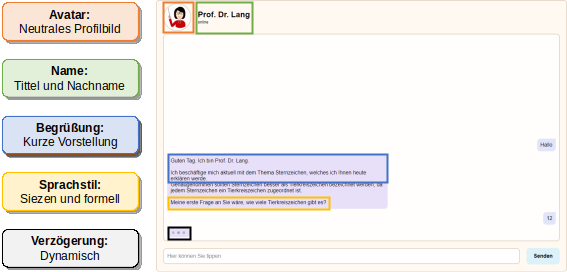 Avatar:
Neutrales Profilbild
Name:
Tittel und Nachname
Begrüßung:
Kurze Vorstellung
Sprachstil:
Siezen und formell
Verzögerung:
Dynamisch
Prof. Dr. Lang
online
Hallo
Guten Tag. Ich bin Prof. Dr. Lang.
Ich beschäftige mich aktuell mit dem Thema Sternzeichen, welches ich Ihnen heute
erklären werde.
Genaugenommen sollten Sternzeichen besser als Tierkreiszeichen bezeichnet werden, da
jedem Sternzeichen ein Tierkreiszeichen zugeordnet ist.
Meine erste Frage an Sie wäre, wie viele Tierkreiszeichen gibt es?
12
Hier können Sie tippen
Senden